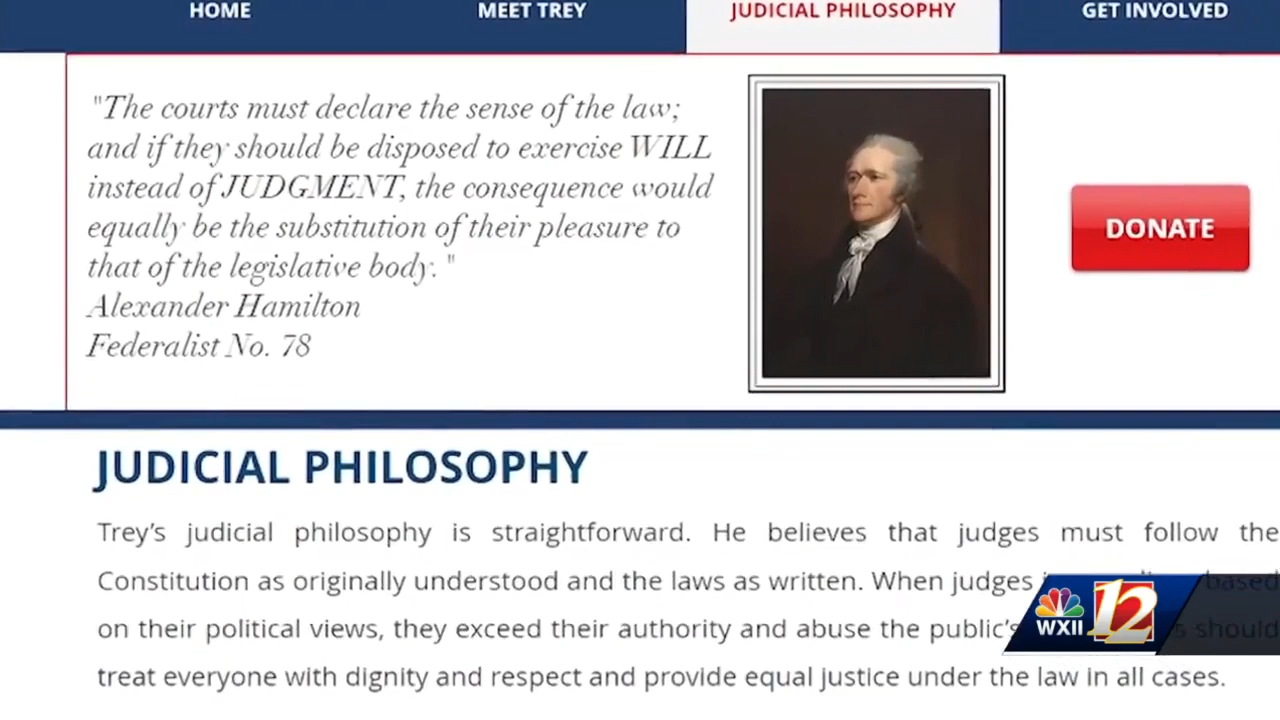 HOME MEET TREY JUDICIAL PHILOSOPHY GET INVOLVED
"The courts must declare the sense of the law;
and if they should be disposed to exercise WILL
instead of JUDGMENT, the consequence would
equally be the substitution of their pleasure to
that of the legislative body. "
Alexander Hamilton
Federalist No. 78
DONATE
JUDICIAL PHILOSOPHY
Trey's judicial philosophy is straightforward. He believes that judges must follow the
Constitution as originally understood and the laws as written. When judges based
on their political views, they exceed their authority and abuse the public's should
treat everyone with dignity and respect and provide equal justice under the law in all cases.
WXII 12